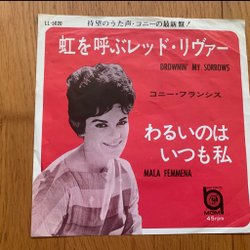 LL-2620
待望のうた声・コニーの最新盤!
虹を呼ぶレッド・リヴァー
DROWNIN' MY SORROWS
コニー・フランシス
わるいのは
いつも私
MALA FEMMENA
MGM
45rpm